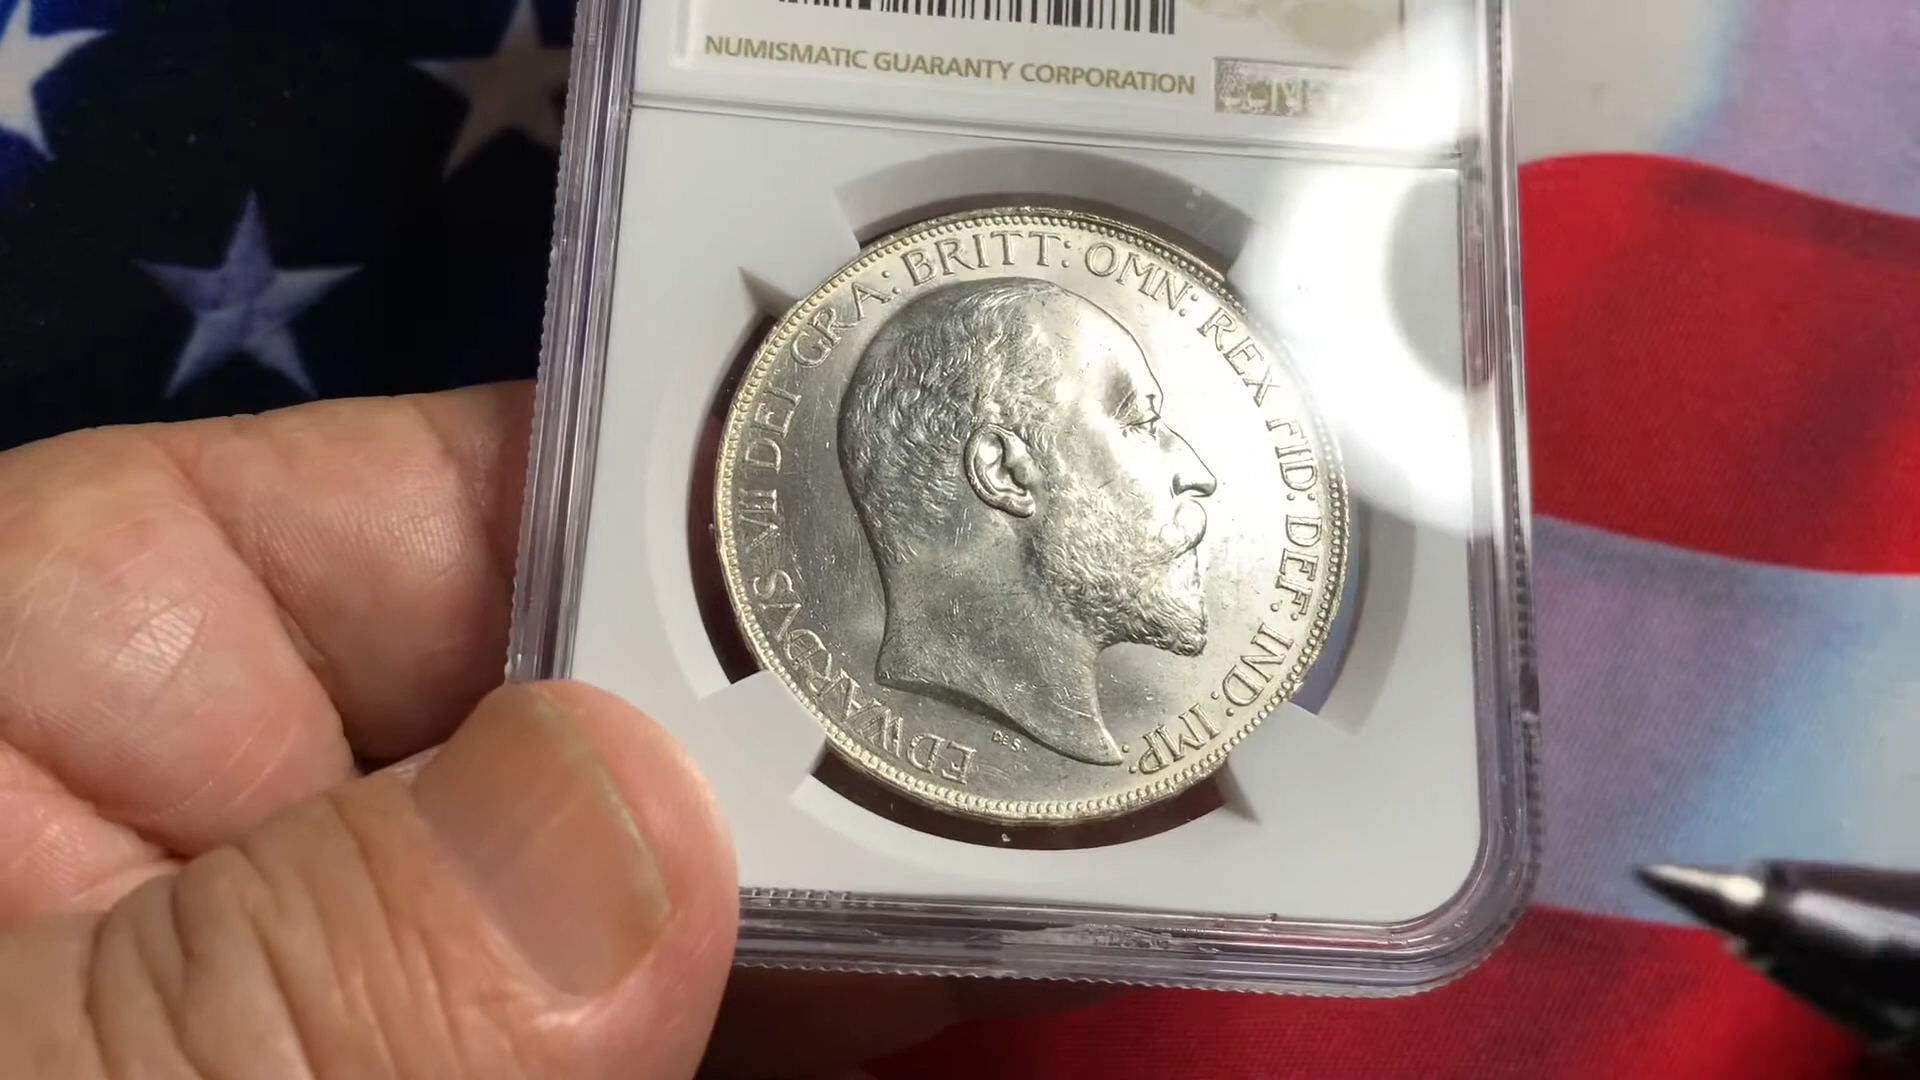 NUMISMATIC GUARANTY CORPORATION
EDWARDVS VII DEI GRA: BRITT: OMN: REX FID: DEF: IND: IMP:
DES·